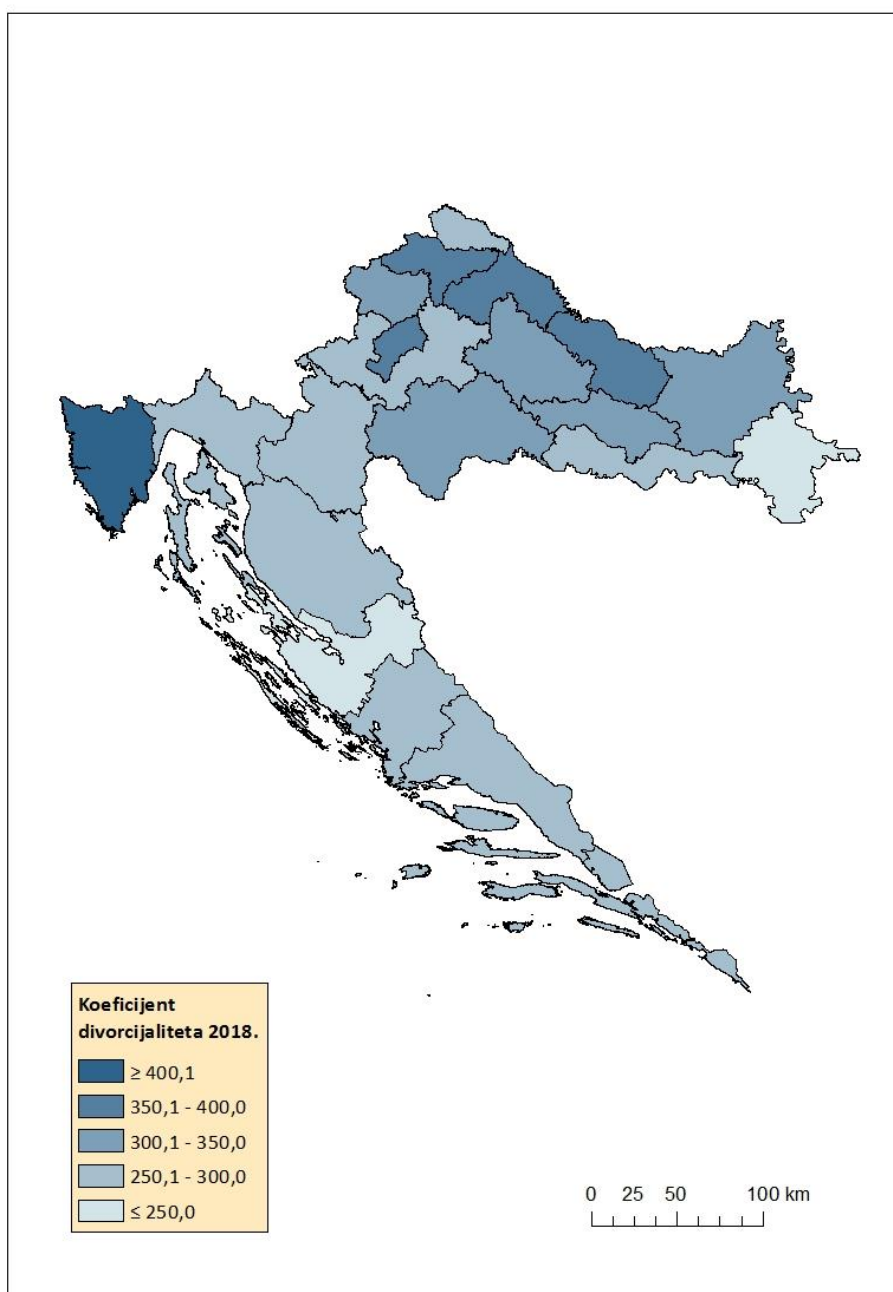 Koeficijent
divorcijaliteta 2018.
≥ 400,1
350,1 - 400,0
300,1 - 350,0
250,1 - 300,0
≤ 250,0
0 25 50 100 km